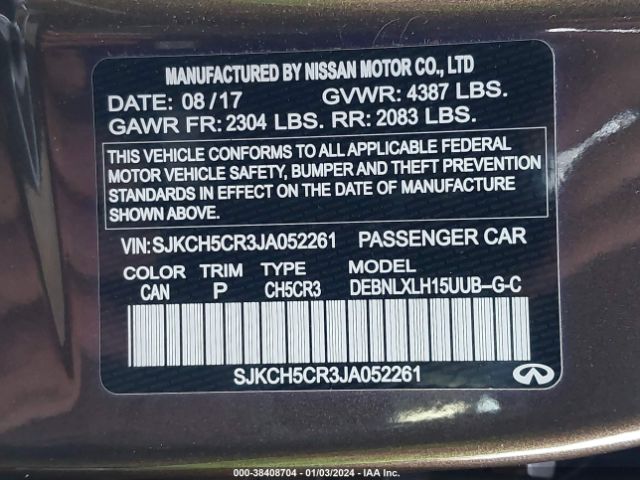 MANUFACTURED BY NISSAN MOTOR CO., LTD
DATE: 08/17 GVWR: 4387 LBS.
GAWR FR: 2304 LBS. RR: 2083 LBS.
THIS VEHICLE CONFORMS TO ALL APPLICABLE FEDERAL
MOTOR VEHICLE SAFETY, BUMPER AND THEFT PREVENTION
STANDARDS IN EFFECT ON THE DATE OF MANUFACTURE
SHOWN ABOVE.
VIN:SJKCH5CR3JA052261 PASSENGER CAR
COLOR TRIM TYPE MODEL
CAN P CH5CR3 DEBNLXLH15UUB-G-C
SJKCH5CR3JA052261
000-38408704 - 01/03/2024 - IAA Inc.